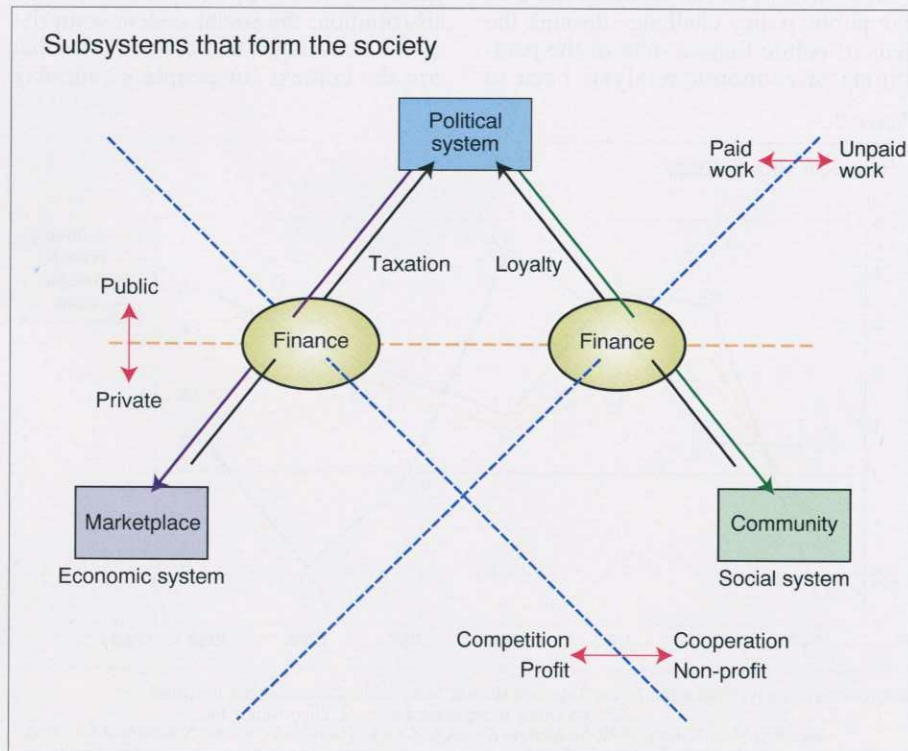 Subsystems that form the society
Political
system
Paid
work
Unpaid
work
Taxation
Loyalty
Public
Finance
Finance
Private
Marketplace
Community
Economic system
Social system
Competition
Profit
Cooperation
Non-profit